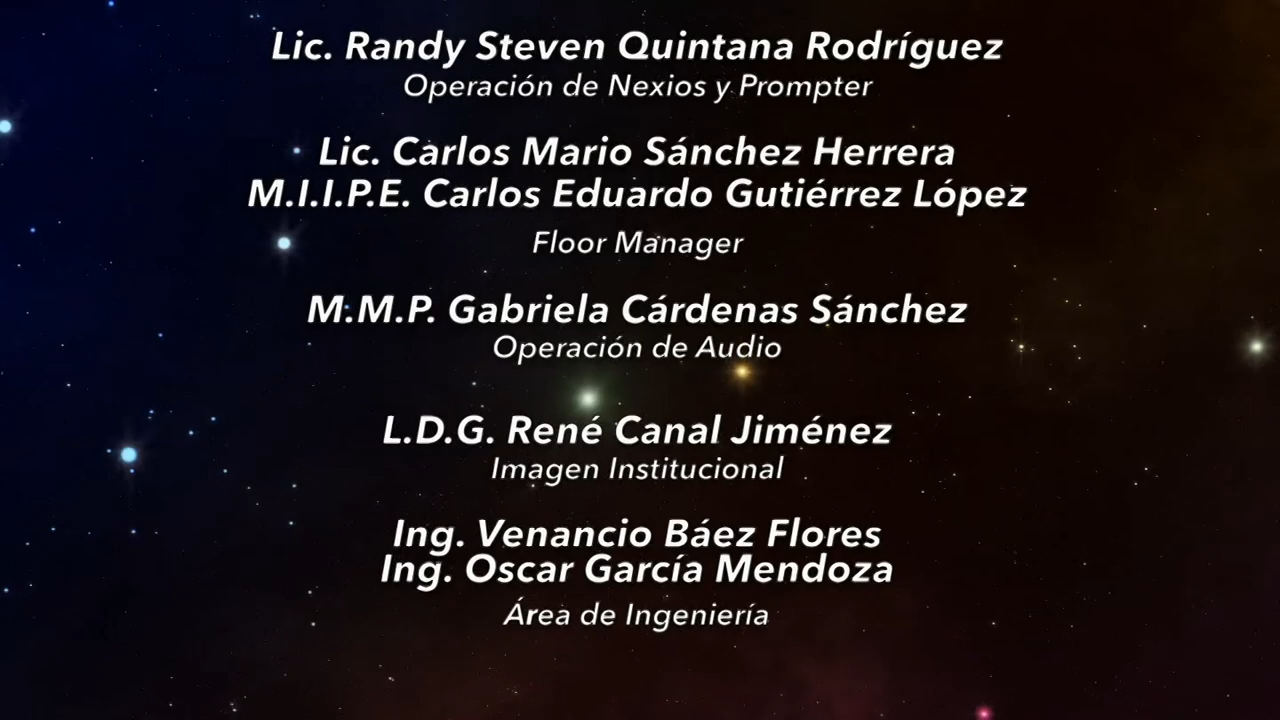 Lic. Randy Steven Quintana Rodríguez
Operación de Nexios y Prompter
Lic. Carlos Mario Sánchez Herrera
M.I.I.P.E. Carlos Eduardo Gutiérrez López
Floor Manager
M.M.P. Gabriela Cárdenas Sánchez
Operación de Audio
L.D.G. René Canal Jiménez
Imagen Institucional
Ing. Venancio Báez Flores
Ing. Oscar García Mendoza
Área de Ingeniería